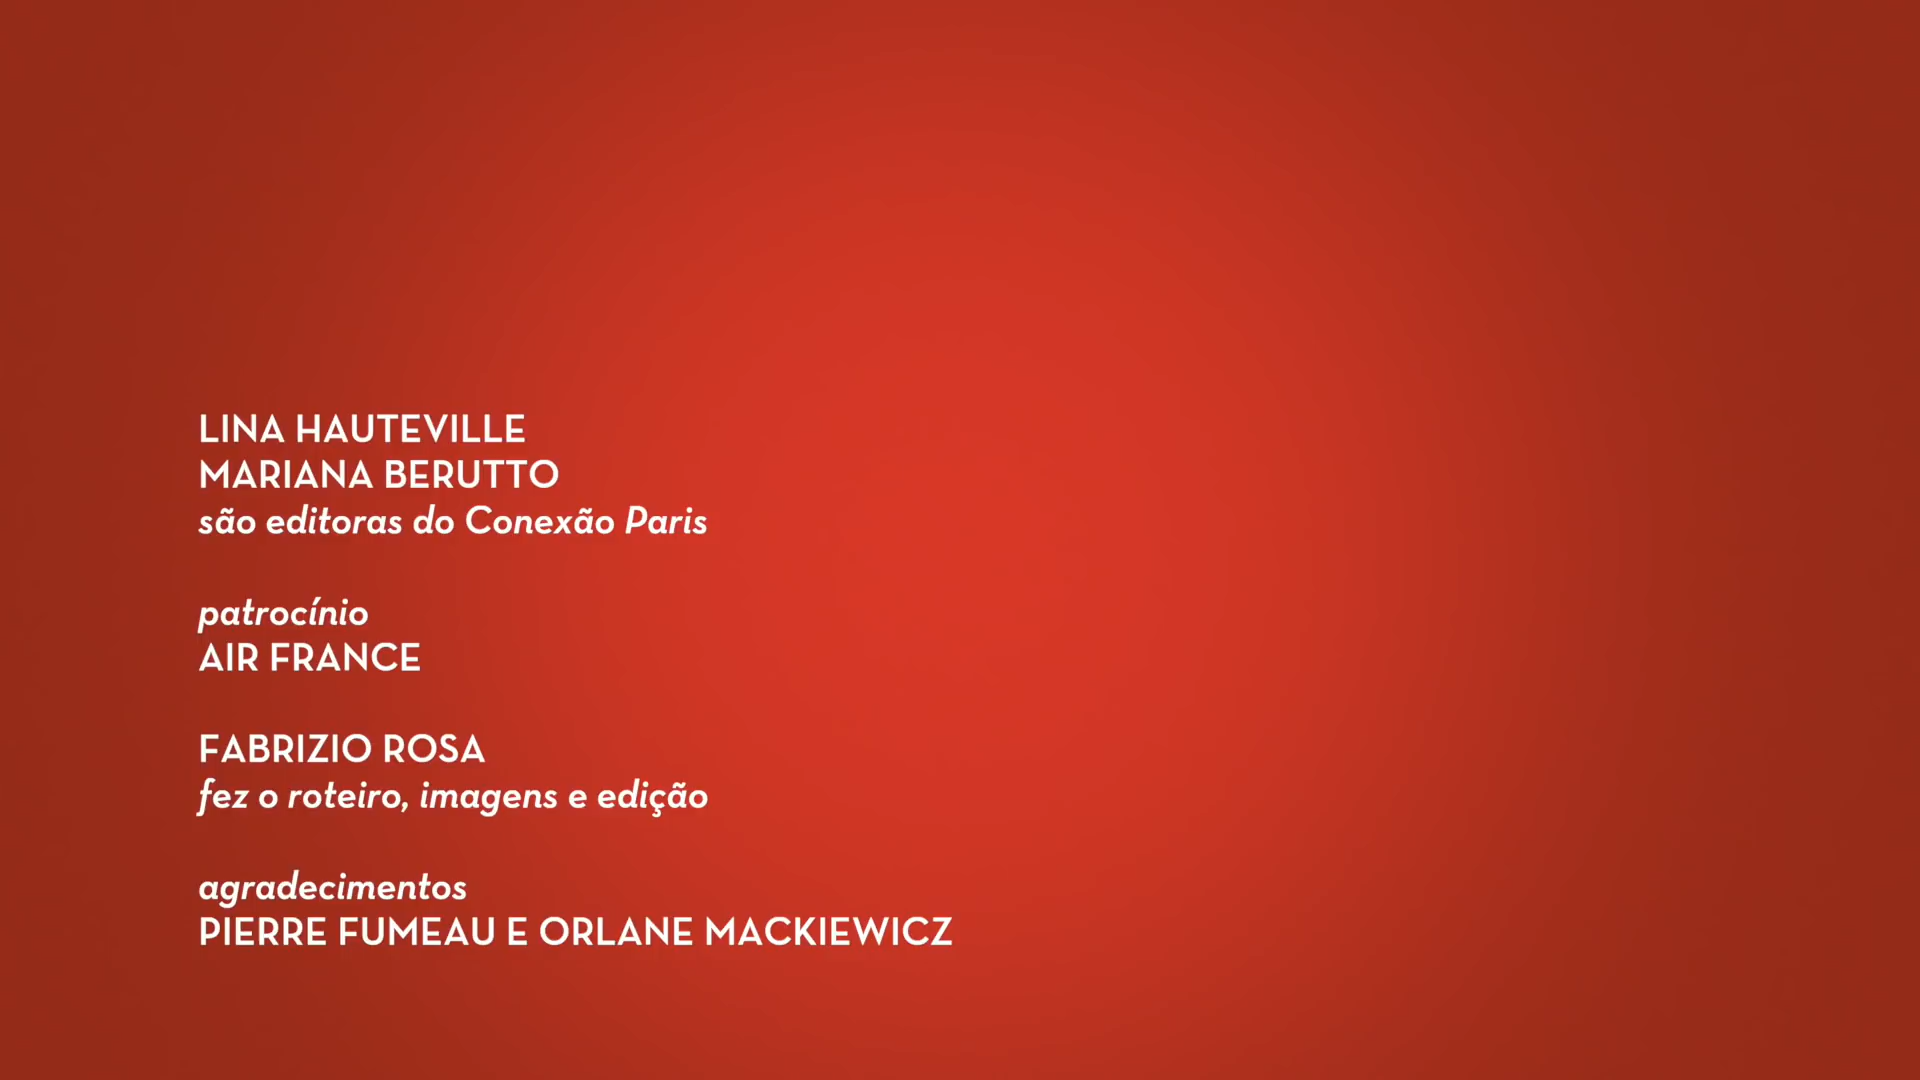 LINA HAUTEVILLE
MARIANA BERUTTO
são editoras do Conexão Paris
patrocínio
AIR FRANCE
FABRIZIO ROSA
fez o roteiro, imagens e edição
agradecimentos
PIERRE FUMEAU E ORLANE MACKIEWICZ